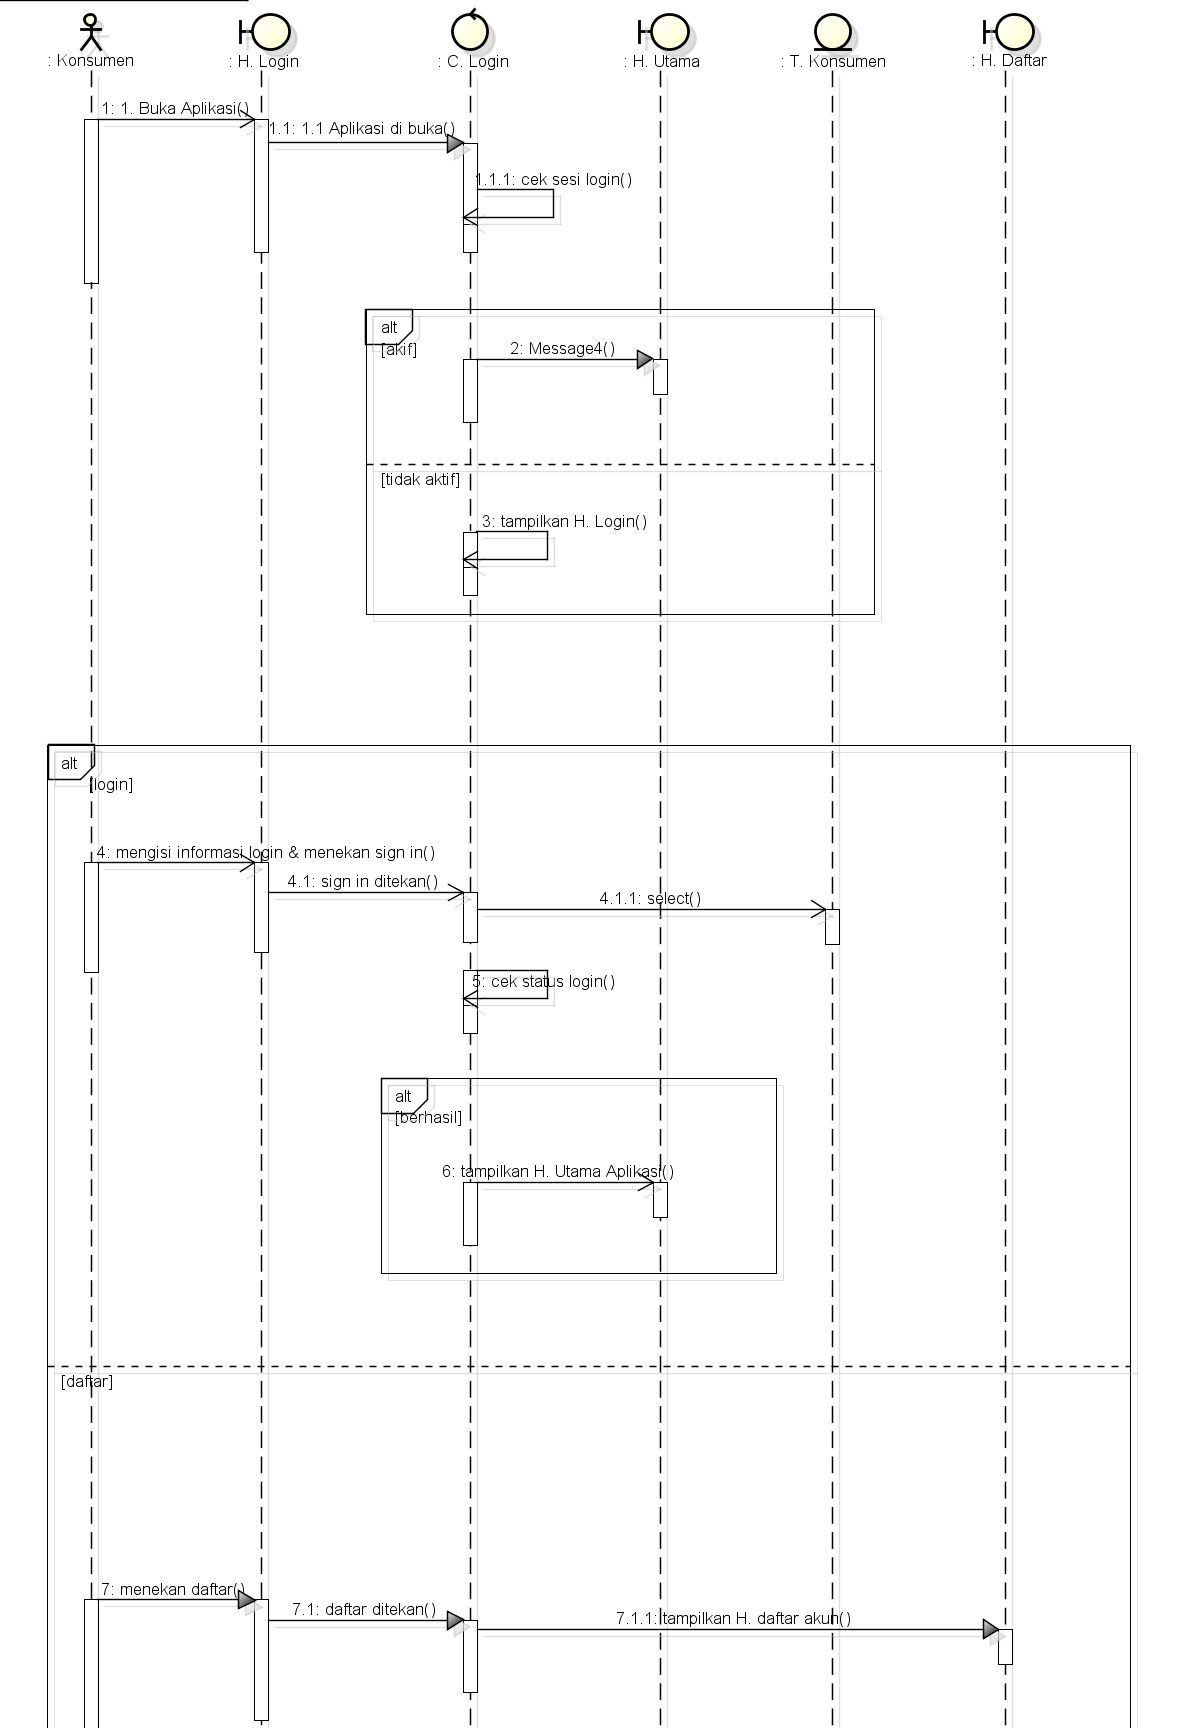 : Konsumen
: H. Login
: C. Login
: H. Utama
: T. Konsumen
: H. Daftar
1: 1. Buka Aplikasi()
1.1: 1.1 Aplikasi di buka()
1.1.1: cek sesi login()
alt
[akif]
2: Message4()
[tidak aktif]
3: tampilkan H. Login()
alt
[login]
4: mengisi informasi login & menekan sign in()
4.1: sign in ditekan()
4.1.1: select()
5: cek status login()
alt
[berhasil]
6: tampilkan H. Utama Aplikasi()
[daftar]
7: menekan daftar()
7.1: daftar ditekan()
7.1.1: tampilkan H. daftar akun()